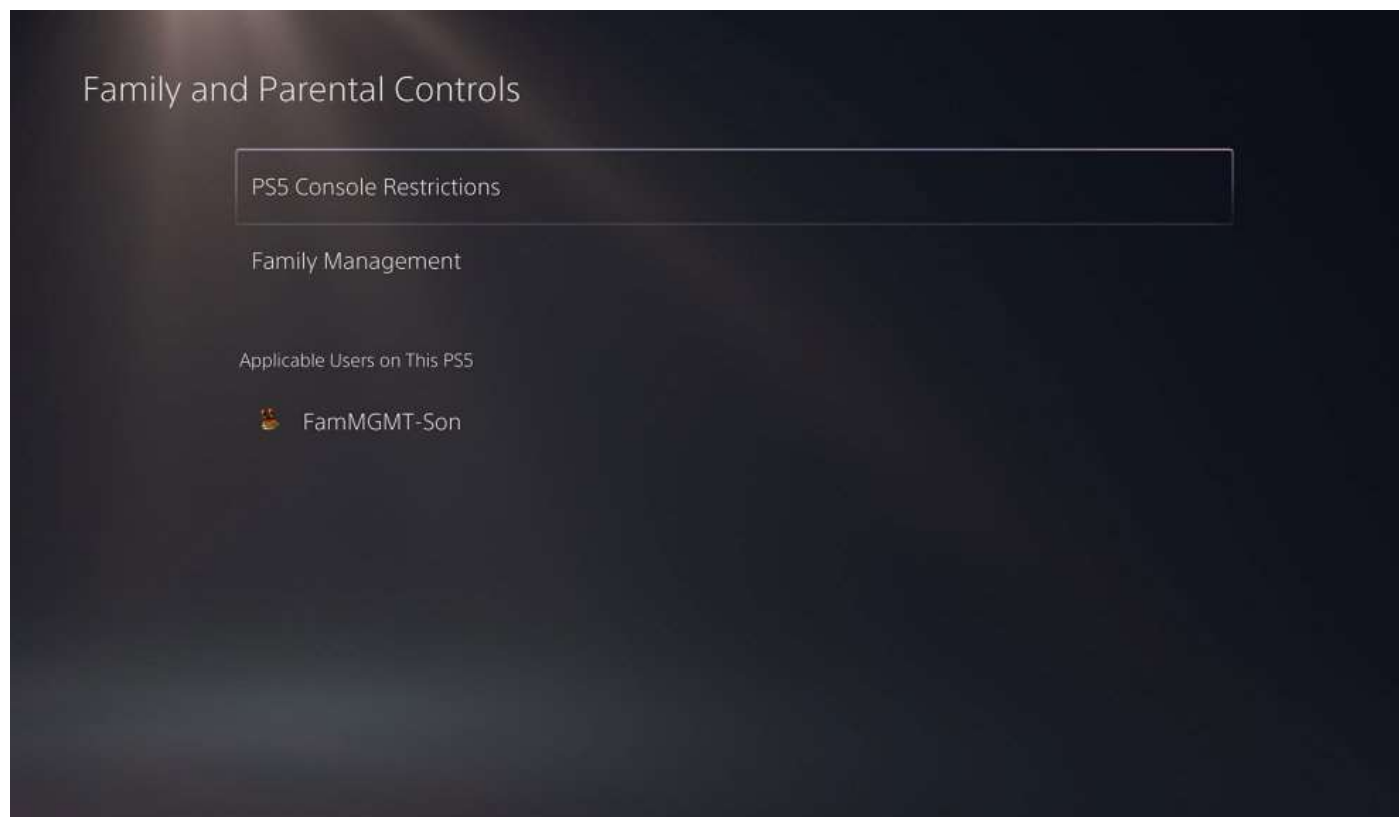 Family and Parental Controls
PS5 Console Restrictions
Family Management
Applicable Users on This PS5
FamMGMT-Son